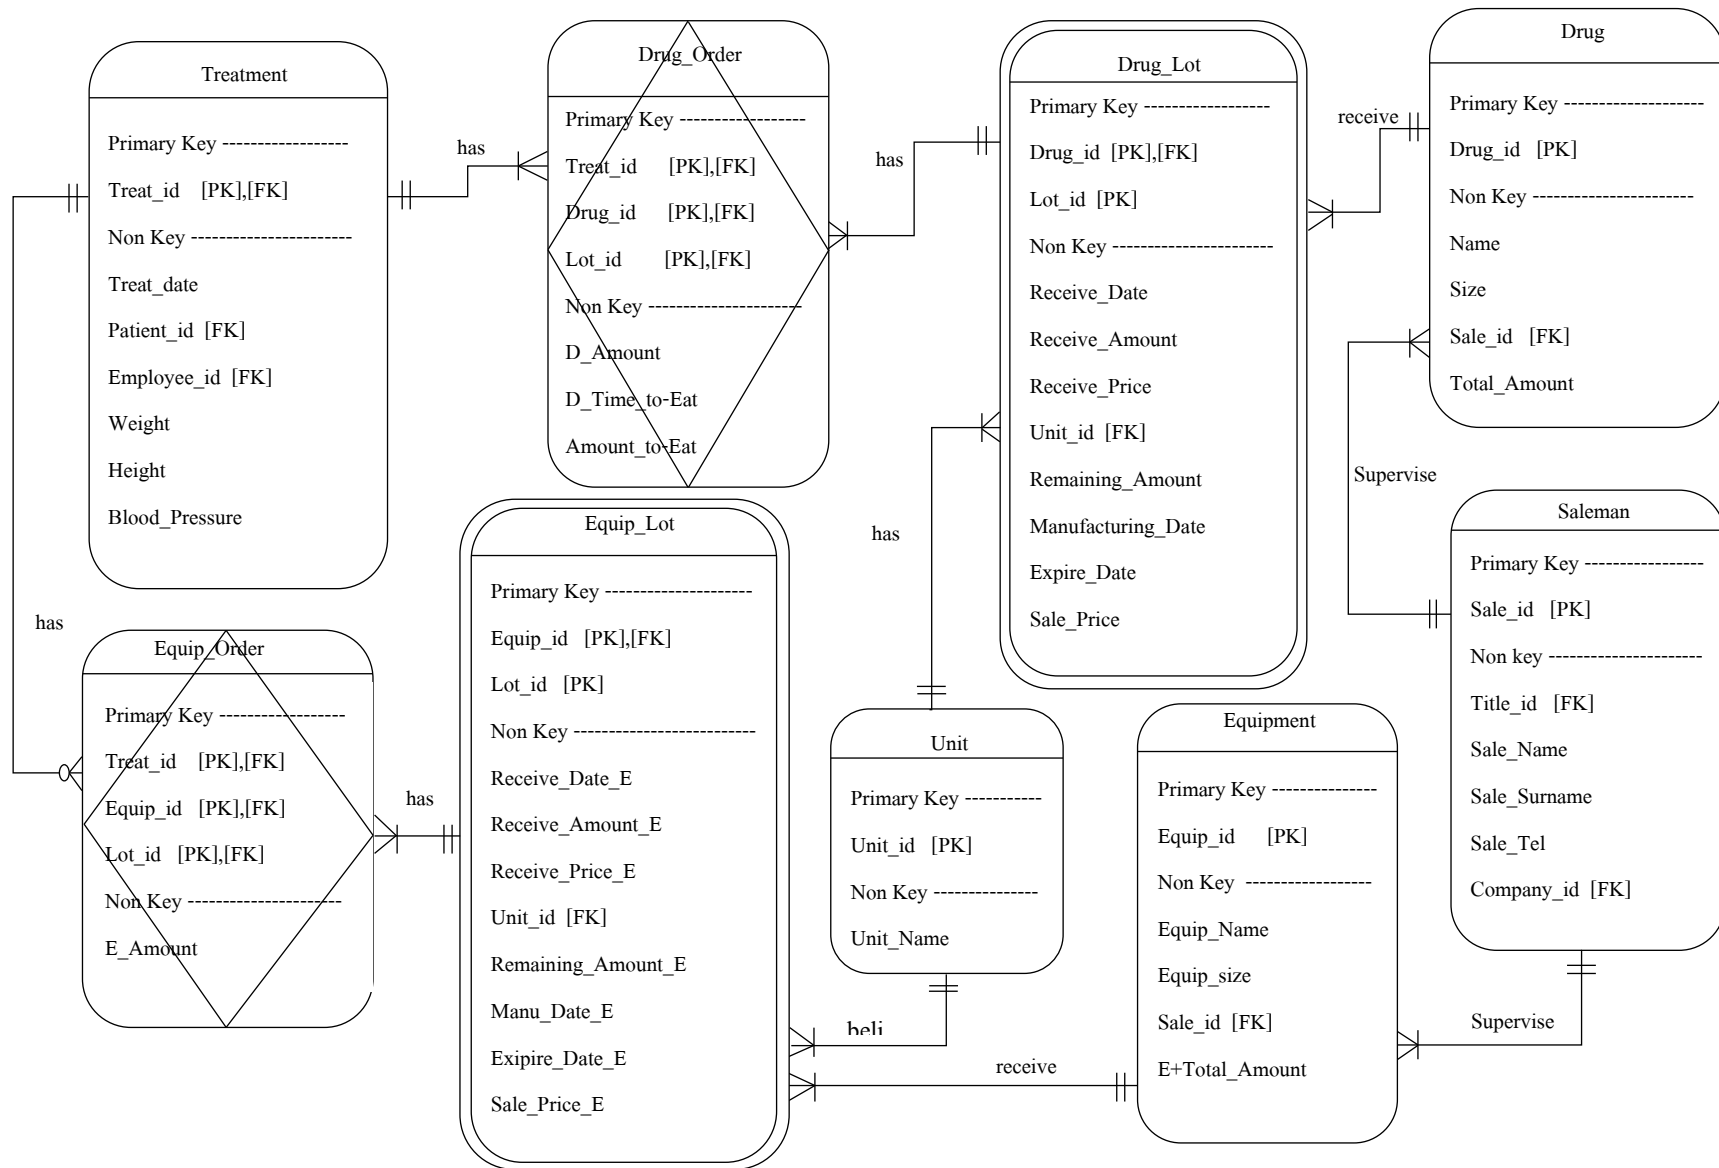 Treatment
Primary Key ------------------
Treat_id [PK],[FK]
Non Key -----------------------
Treat_date
Patient_id [FK]
Employee_id [FK]
Weight
Height
Blood_Pressure
has
Drug_Order
Primary Key ------------------
Treat_id [PK],[FK]
Drug_id [PK],[FK]
Lot_id [PK],[FK]
Non Key ----------------------
D_Amount
D_Time_to-Eat
Amount_to-Eat
has
Drug_Lot
Primary Key ------------------
Drug_id [PK],[FK]
Lot_id [PK]
Non Key -----------------------
Receive_Date
Receive_Amount
Receive_Price
Unit_id [FK]
Remaining_Amount
Manufacturing_Date
Expire_Date
Sale_Price
receive
Drug
Primary Key --------------------
Drug_id [PK]
Non Key ----------------------
Name
Size
Sale_id [FK]
Total_Amount
Supervise
Saleman
Primary Key -----------------
Sale_id [PK]
Non key ----------------------
Title_id [FK]
Sale_Name
Sale_Surname
Sale_Tel
Company_id [FK]
has
Equip_Order
Primary Key ------------------
Treat_id [PK],[FK]
Equip_id [PK],[FK]
Lot_id [PK],[FK]
Non Key ----------------------
E_Amount
has
Equip_Lot
Primary Key ---------------------
Equip_id [PK],[FK]
Lot_id [PK]
Non Key --------------------------
Receive_Date_E
Receive_Amount_E
Receive_Price_E
Unit_id [FK]
Remaining_Amount_E
Manu_Date_E
Exipire_Date_E
Sale_Price_E
has
Unit
Primary Key -----------
Unit_id [PK]
Non Key ---------------
Unit_Name
receive
Equipment
Primary Key ---------------
Equip_id [PK]
Non Key ------------------
Equip_Name
Equip_size
Sale_id [FK]
E+Total_Amount
Supervise